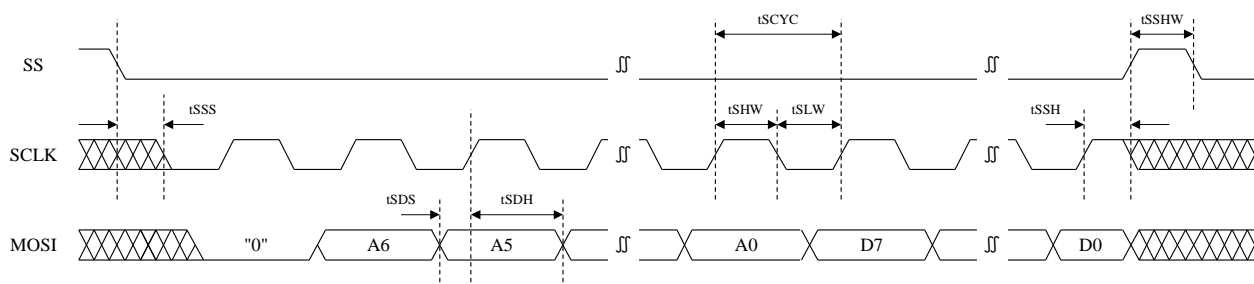 tSCYC
tSSHW
SS
tSSS
tSHW
tSLW
tSSH
SCLK
tSDS
tSDH
MOSI
"0"
A6
A5
A0
D7
D0